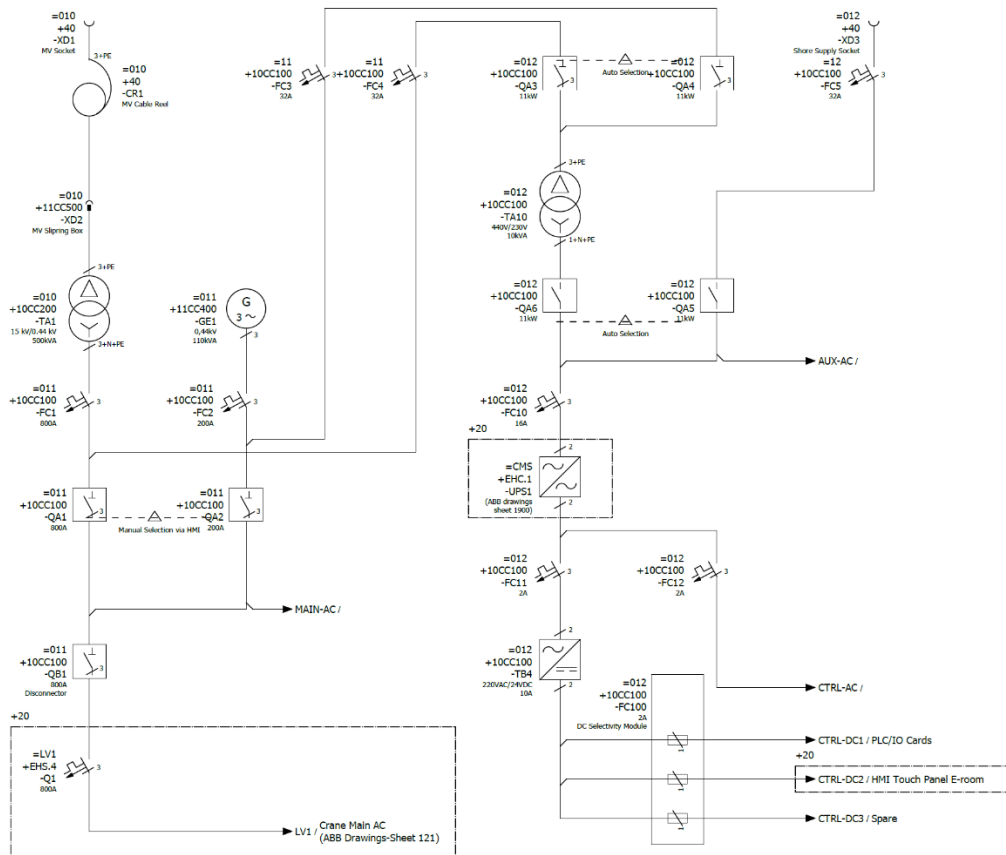 =010
+40
-XD1
MV Socket
3+PE
=010
+40
-CR1
MV Cable Reel
=010
+11CC500
-XD2
MV Slipring Box
3+PE
=010
+10CC200
-TA1
15 kV/0.44 kV
500kVA
3+N+PE
=011
+11CC400
-GE1
0,44kV
110kVA
G
3 ~
3
=011
+10CC100
-FC1
800A
3
=011
+10CC100
-FC2
200A
3
=011
+10CC100
-QA1
800A
3
Manual Selection via HMI
=011
+10CC100
-QA2
200A
3
MAIN-AC /
=011
+10CC100
-QB1
800A
Disconnector
3
+20
=LV1
+EHS.4
-Q1
800A
3
LV1 / Crane Main AC
(ABB Drawings-Sheet 121)
=11
+10CC100
-FC3
32A
3
=11
+10CC100
-FC4
32A
3
=012
+10CC100
-QA3
11kW
3
Auto Selection
=012
+10CC100
-QA4
11kW
3
=012
+40
-XD3
Shore Supply Socket
=12
+10CC100
-FC5
32A
3
3+PE
=012
+10CC100
-TA10
440V/230V
10kVA
1+N+PE
=012
+10CC100
-QA6
11kW
Auto Selection
=012
+10CC100
-QA5
11kW
AUX-AC /
=012
+10CC100
-FC10
16A
3
+20
2
=CMS
+EHC.1
-UPS1
(ABB drawings
sheet 1900)
2
=012
+10CC100
-FC11
2A
3
=012
+10CC100
-FC12
2A
3
2
=012
+10CC100
-TB4
220VAC/24VDC
10A
2
=012
+10CC100
-FC100
2A
DC Selectivity Module
CTRL-AC /
1
CTRL-DC1 / PLC/IO Cards
+20
1
CTRL-DC2 / HMI Touch Panel E-room
1
CTRL-DC3 / Spare